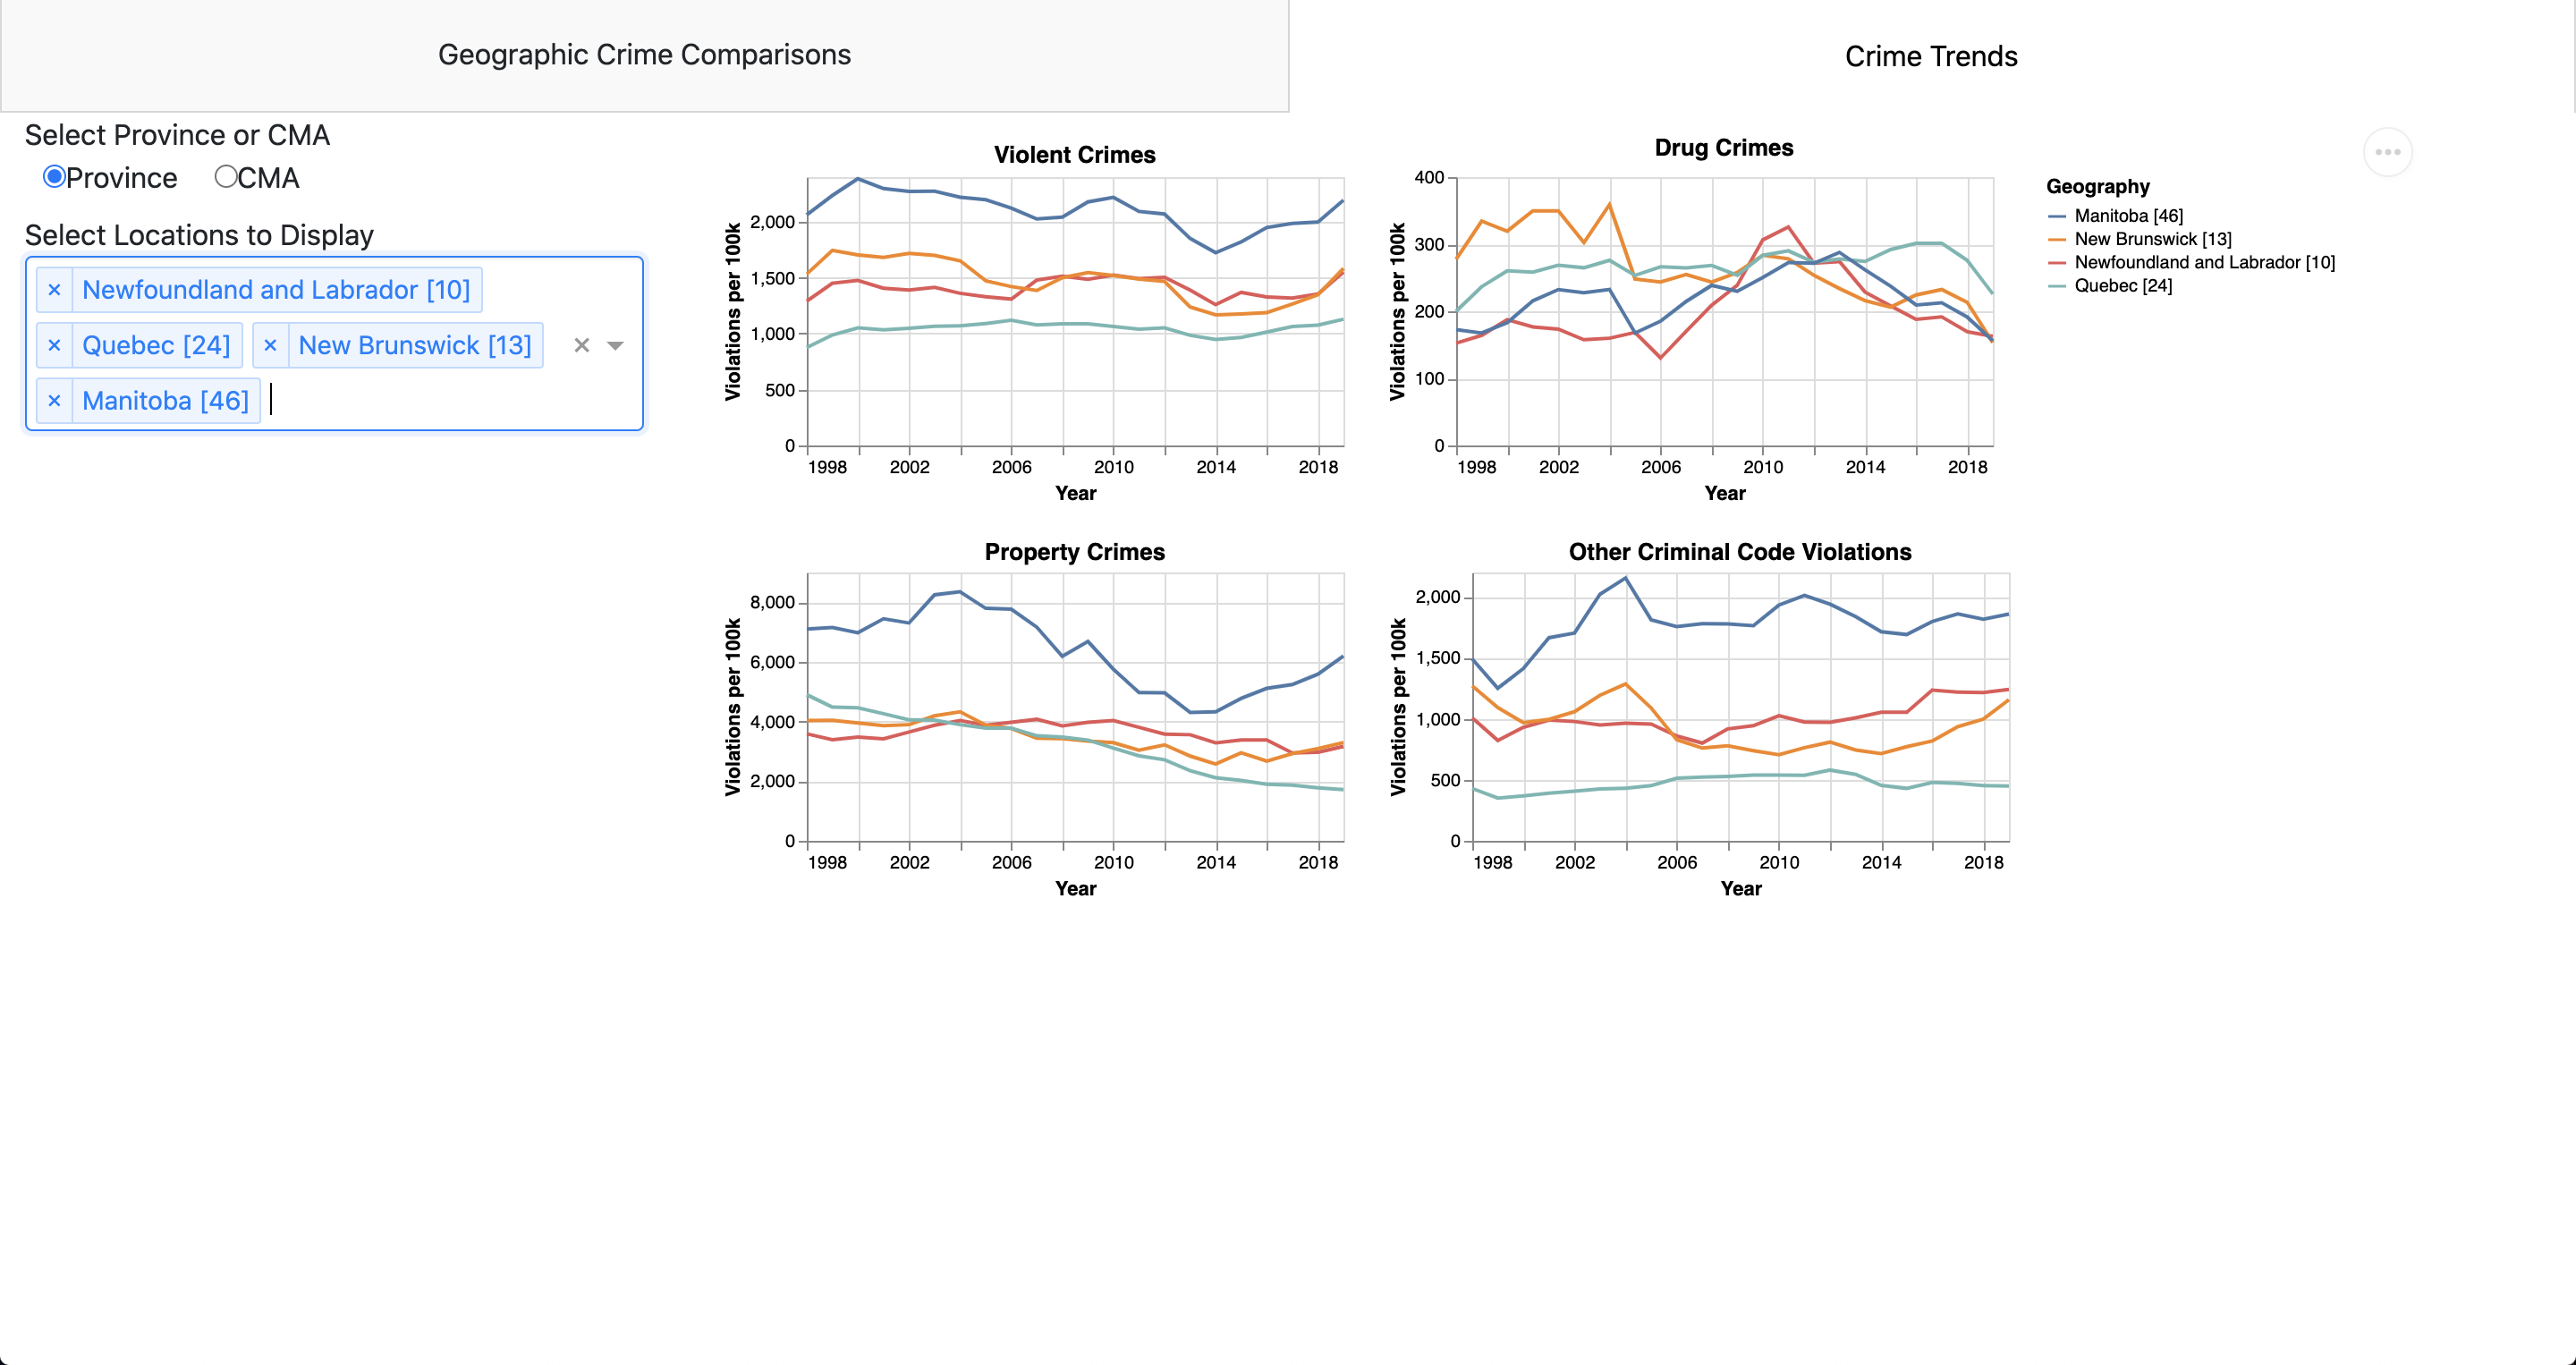 Geographic Crime Comparisons
Crime Trends
Select Province or CMA
Province CMA
Select Locations to Display
× Newfoundland and Labrador [10]
× Quebec [24] × New Brunswick [13] ×
× Manitoba [46]
Violent Crimes
Violations per 100k
2,000
1,500
1,000
500
0
1998 2002 2006 2010 2014 2018
Year
Drug Crimes
Violations per 100k
400
300
200
100
0
1998 2002 2006 2010 2014 2018
Year
Geography
Manitoba [46]
New Brunswick [13]
Newfoundland and Labrador [10]
Quebec [24]
Property Crimes
Violations per 100k
8,000
6,000
4,000
2,000
0
1998 2002 2006 2010 2014 2018
Year
Other Criminal Code Violations
Violations per 100k
2,000
1,500
1,000
500
0
1998 2002 2006 2010 2014 2018
Year